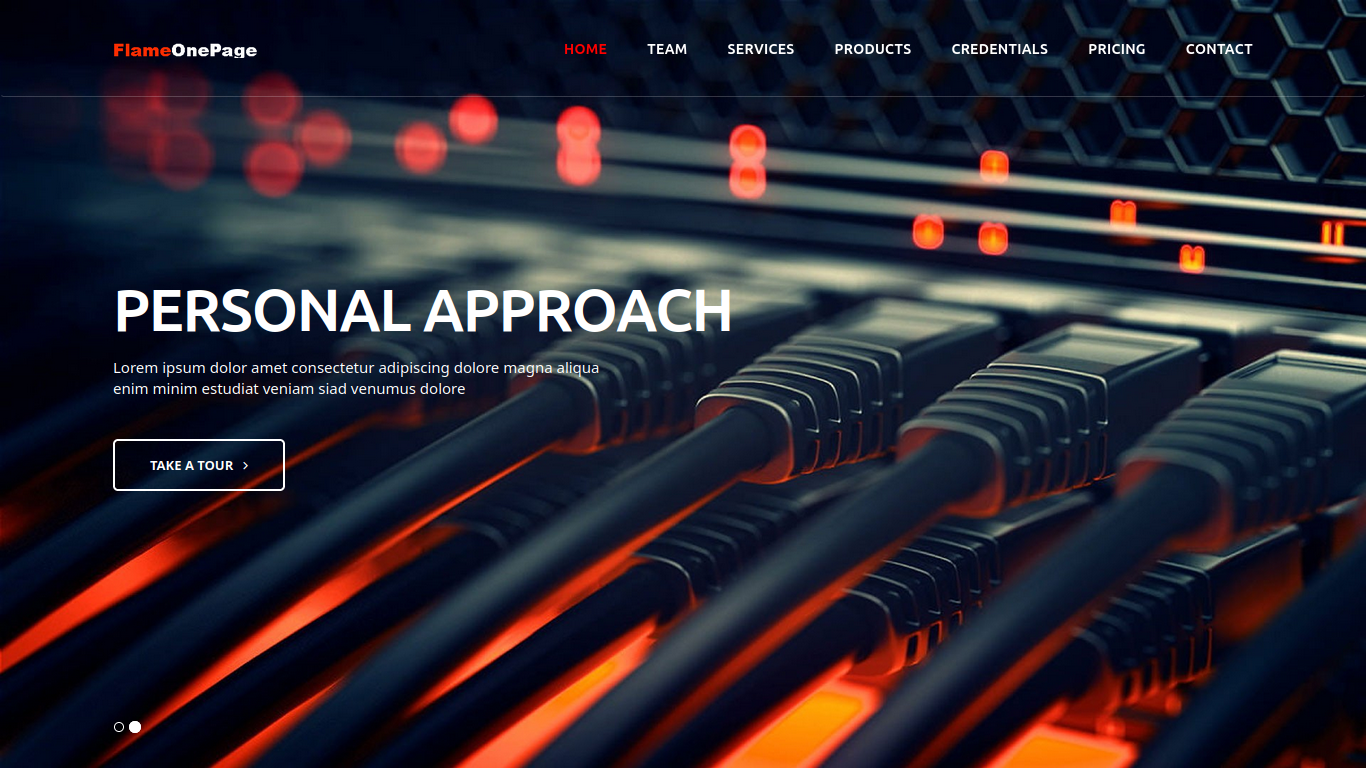 FlameOnePage
HOME TEAM SERVICES PRODUCTS CREDENTIALS PRICING CONTACT
PERSONAL APPROACH
Lorem ipsum dolor amet consectetur adipiscing dolore magna aliqua
enim minim estudiat veniam siad venumus dolore
TAKE A TOUR